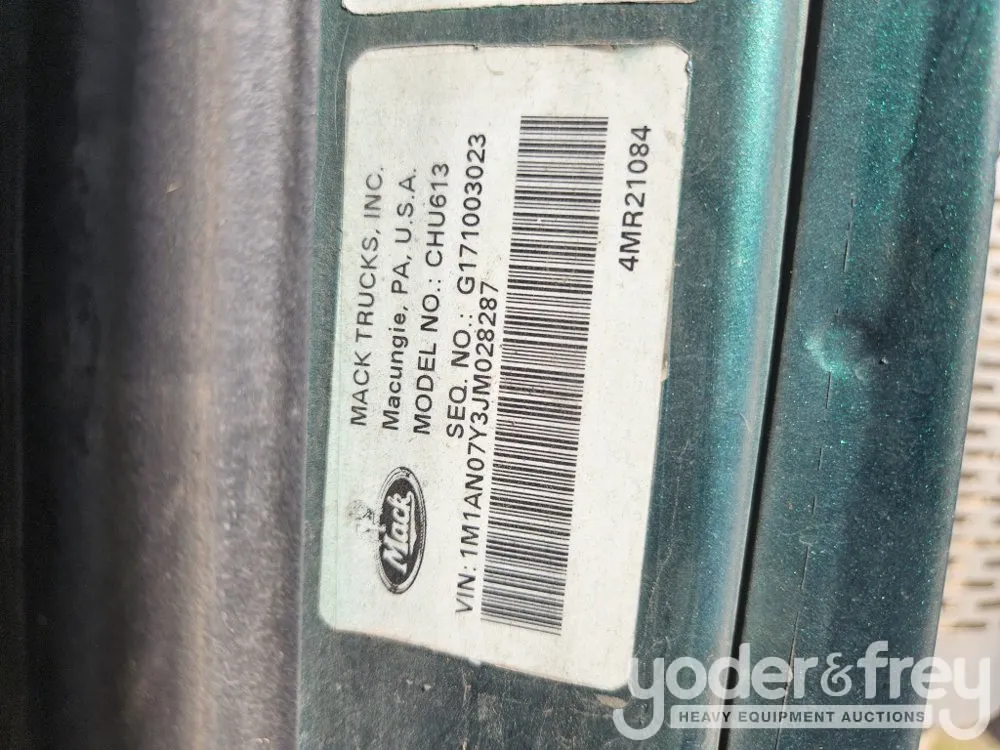 MACK TRUCKS, INC.
Macungie, PA, U.S.A.
MODEL NO.: CHU613
SEQ. NO.: G171003023
Mack
VIN: 1M1AN07Y3JM028287
4MR21084
yoder&frey
HEAVY EQUIPMENT AUCTIONS